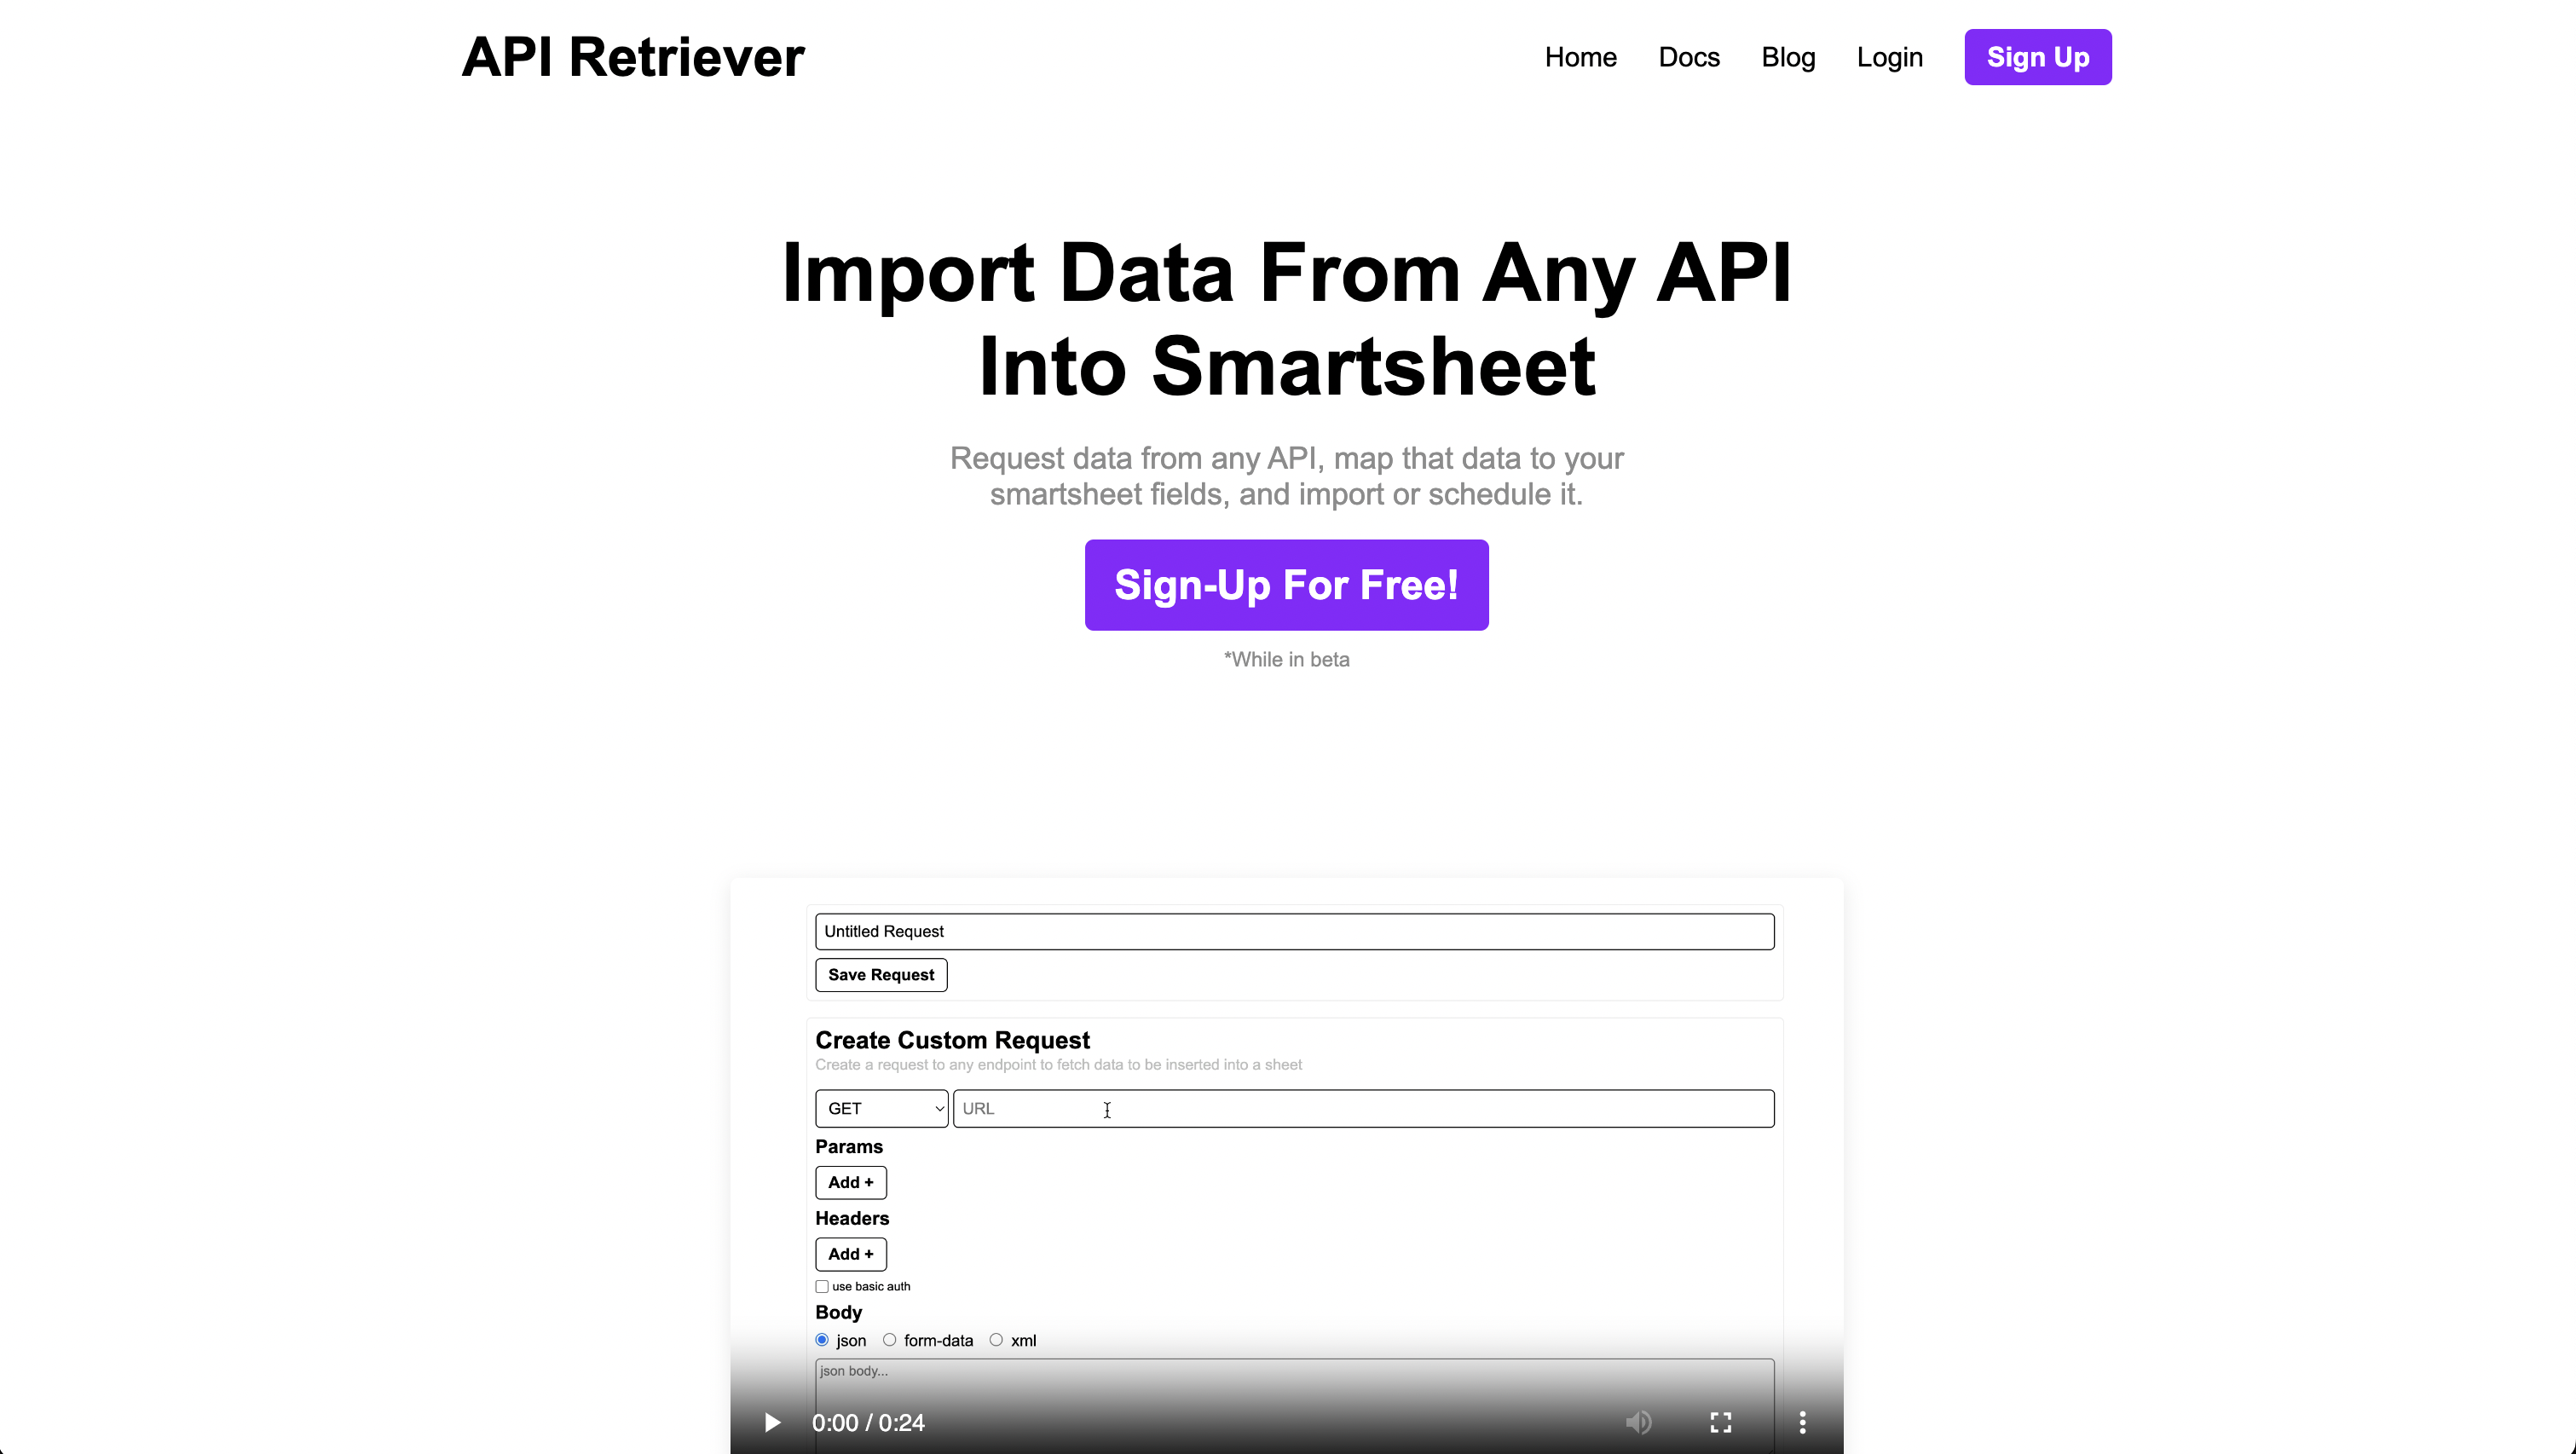 API Retriever
Home
Docs
Blog
Login
Sign Up
Import Data From Any API
Into Smartsheet
Request data from any API, map that data to your
smartsheet fields, and import or schedule it.
Sign-Up For Free!
*While in beta
Untitled Request
Save Request
Create Custom Request
Create a request to any endpoint to fetch data to be inserted into a sheet
GET
URL
Params
Add +
Headers
Add +
use basic auth
Body
json
form-data
xml
json body...
0:00 / 0:24